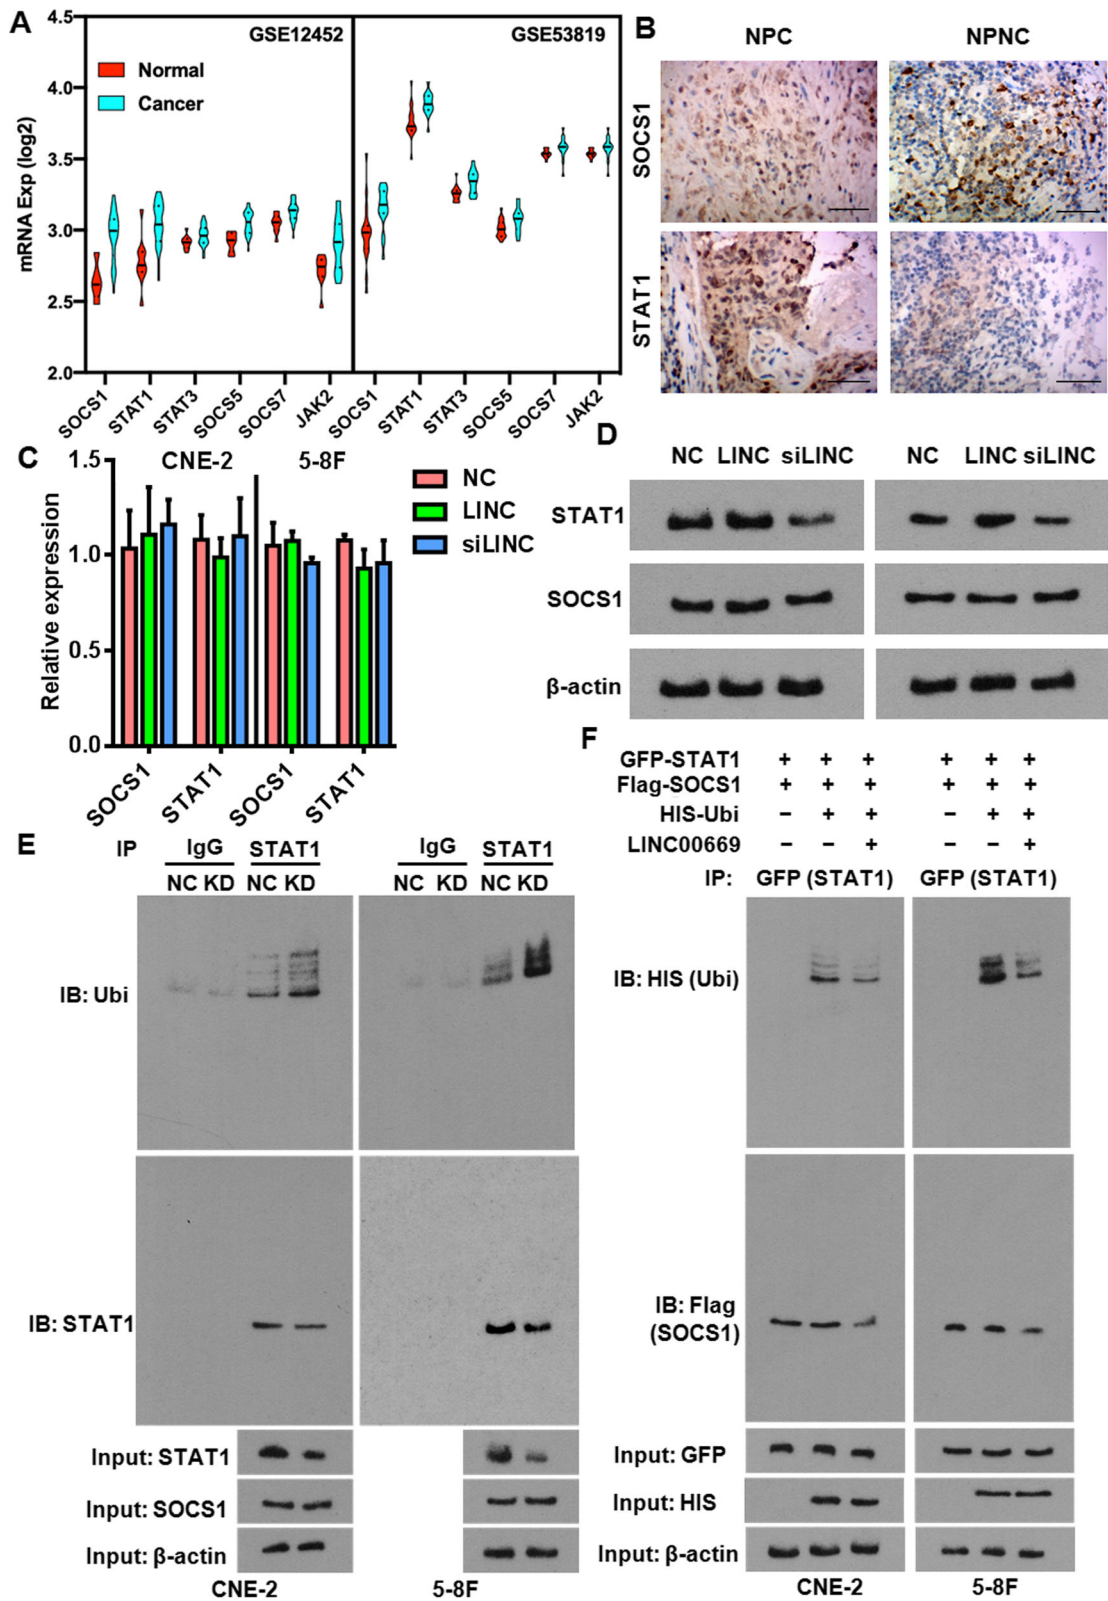 A
4.5
4.0
3.5
3.0
2.5
2.0
mRNA Exp (log2)
GSE12452
GSE53819
Normal
Cancer
SOCS1
STAT1
STAT3
SOCS5
SOCS7
JAK2
SOCS1
STAT1
STAT3
SOCS5
SOCS7
JAK2
B
NPC NPNC
SOCS1
STAT1
C
CNE-2 5-8F
1.5
1.0
0.5
0.0
Relative expression
NC
LINC
siLINC
SOCS1
STAT1
SOCS1
STAT1
D
NC LINC siLINC NC LINC siLINC
STAT1
SOCS1
β-actin
E
IP IgG STAT1 IgG STAT1
NC KD NC KD NC KD NC KD
IB: Ubi
IB: STAT1
Input: STAT1
Input: SOCS1
Input: β-actin
CNE-2 5-8F
F
GFP-STAT1 + + + + + +
Flag-SOCS1 + + + + + +
HIS-Ubi − + + − + +
LINC00669 − − + − − +
IP: GFP (STAT1) GFP (STAT1)
IB: HIS (Ubi)
IB: Flag
(SOCS1)
Input: GFP
Input: HIS
Input: β-actin
CNE-2 5-8F